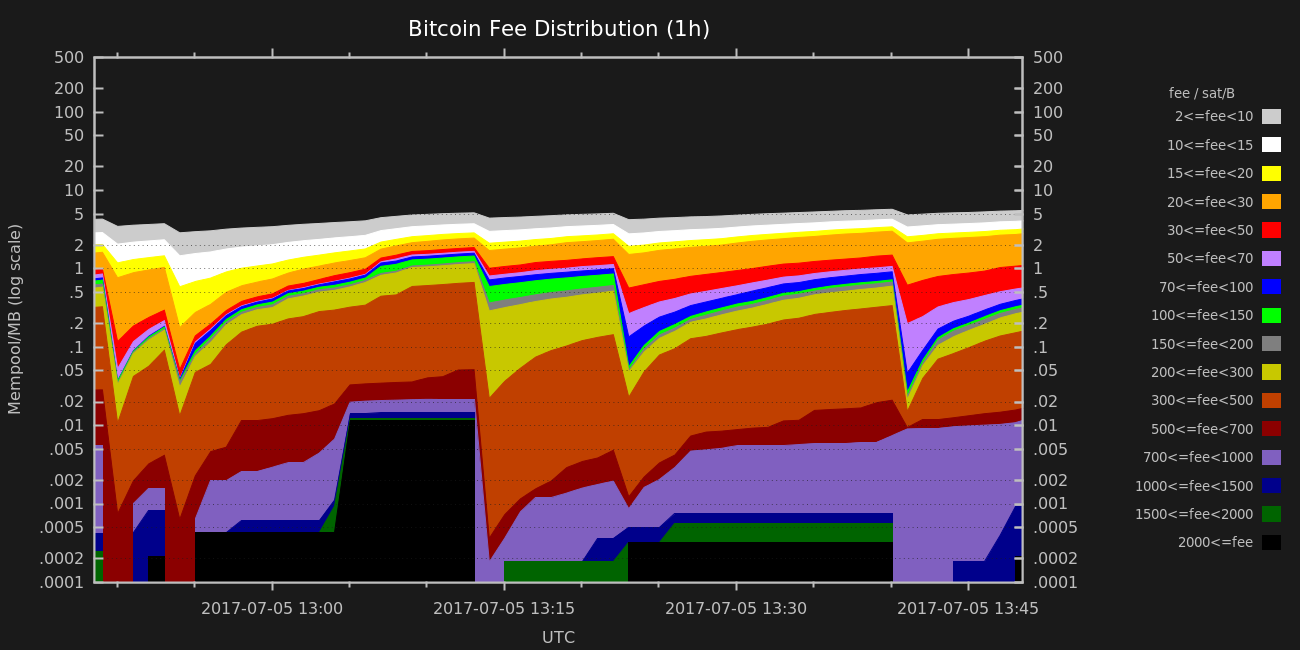 Bitcoin Fee Distribution (1h)
500
200
100
50
20
10
5
2
1
.5
.2
.1
.05
.02
.01
.005
.002
.001
.0005
.0002
.0001
Mempool/MB (log scale)
500
200
100
50
20
10
5
2
1
.5
.2
.1
.05
.02
.01
.005
.002
.001
.0005
.0002
.0001
2017-07-05 13:00
2017-07-05 13:15
2017-07-05 13:30
2017-07-05 13:45
UTC
fee / sat/B
2<=fee<10
10<=fee<15
15<=fee<20
20<=fee<30
30<=fee<50
50<=fee<70
70<=fee<100
100<=fee<150
150<=fee<200
200<=fee<300
300<=fee<500
500<=fee<700
700<=fee<1000
1000<=fee<1500
1500<=fee<2000
2000<=fee